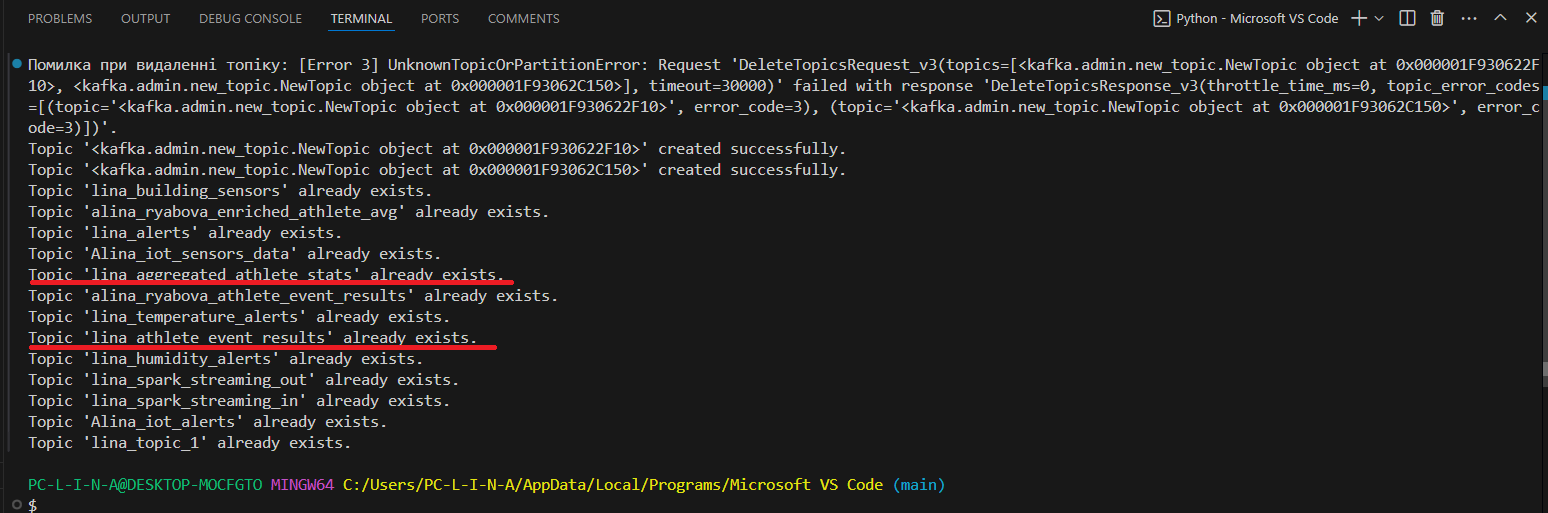 PROBLEMS OUTPUT DEBUG CONSOLE TERMINAL PORTS COMMENTS Python - Microsoft VS Code
Помилка при видаленні топіку: [Error 3] UnknownTopicOrPartitionError: Request 'DeleteTopicsRequest_v3(topics=[<kafka.admin.new_topic.NewTopic object at 0x000001F930622F
10>, <kafka.admin.new_topic.NewTopic object at 0x000001F93062C150>], timeout=30000)' failed with response 'DeleteTopicsResponse_v3(throttle_time_ms=0, topic_error_codes
=[(topic='<kafka.admin.new_topic.NewTopic object at 0x000001F930622F10>', error_code=3), (topic='<kafka.admin.new_topic.NewTopic object at 0x000001F93062C150>', error_c
ode=3)])'.
Topic '<kafka.admin.new_topic.NewTopic object at 0x000001F930622F10>' created successfully.
Topic '<kafka.admin.new_topic.NewTopic object at 0x000001F93062C150>' created successfully.
Topic 'lina_building_sensors' already exists.
Topic 'alina_ryabova_enriched_athlete_avg' already exists.
Topic 'lina_alerts' already exists.
Topic 'Alina_iot_sensors_data' already exists.
Topic 'lina_aggregated_athlete_stats' already exists.
Topic 'alina_ryabova_athlete_event_results' already exists.
Topic 'lina_temperature_alerts' already exists.
Topic 'lina_athlete_event_results' already exists.
Topic 'lina_humidity_alerts' already exists.
Topic 'lina_spark_streaming_out' already exists.
Topic 'lina_spark_streaming_in' already exists.
Topic 'Alina_iot_alerts' already exists.
Topic 'lina_topic_1' already exists.
PC-L-I-N-A@DESKTOP-MOCFGTO MINGW64 C:/Users/PC-L-I-N-A/AppData/Local/Programs/Microsoft VS Code (main)
$